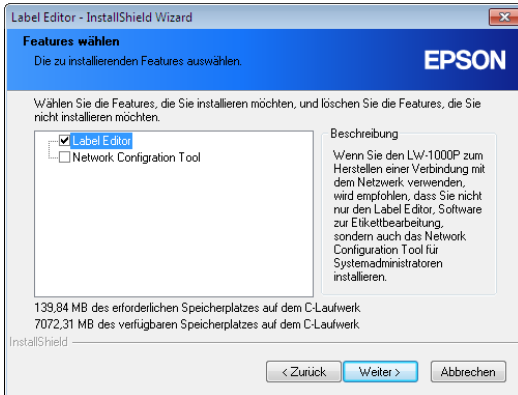 Label Editor - InstallShield Wizard
Features wählen
Die zu installierenden Features auswählen.
EPSON
Wählen Sie die Features, die Sie installieren möchten, und löschen Sie die Features, die Sie
nicht installieren möchten.
Label Editor
Network Configration Tool
Beschreibung
Wenn Sie den LW-1000P zum
Herstellen einer Verbindung mit
dem Netzwerk verwenden,
wird empfohlen, dass Sie nicht
nur den Label Editor, Software
zur Etikettbearbeitung,
sondern auch das Network
Configuration Tool für
Systemadministratoren
installieren.
139,84 MB des erforderlichen Speicherplatzes auf dem C-Laufwerk
7072,31 MB des verfügbaren Speicherplatzes auf dem C-Laufwerk
InstallShield
< Zurück
Weiter >
Abbrechen